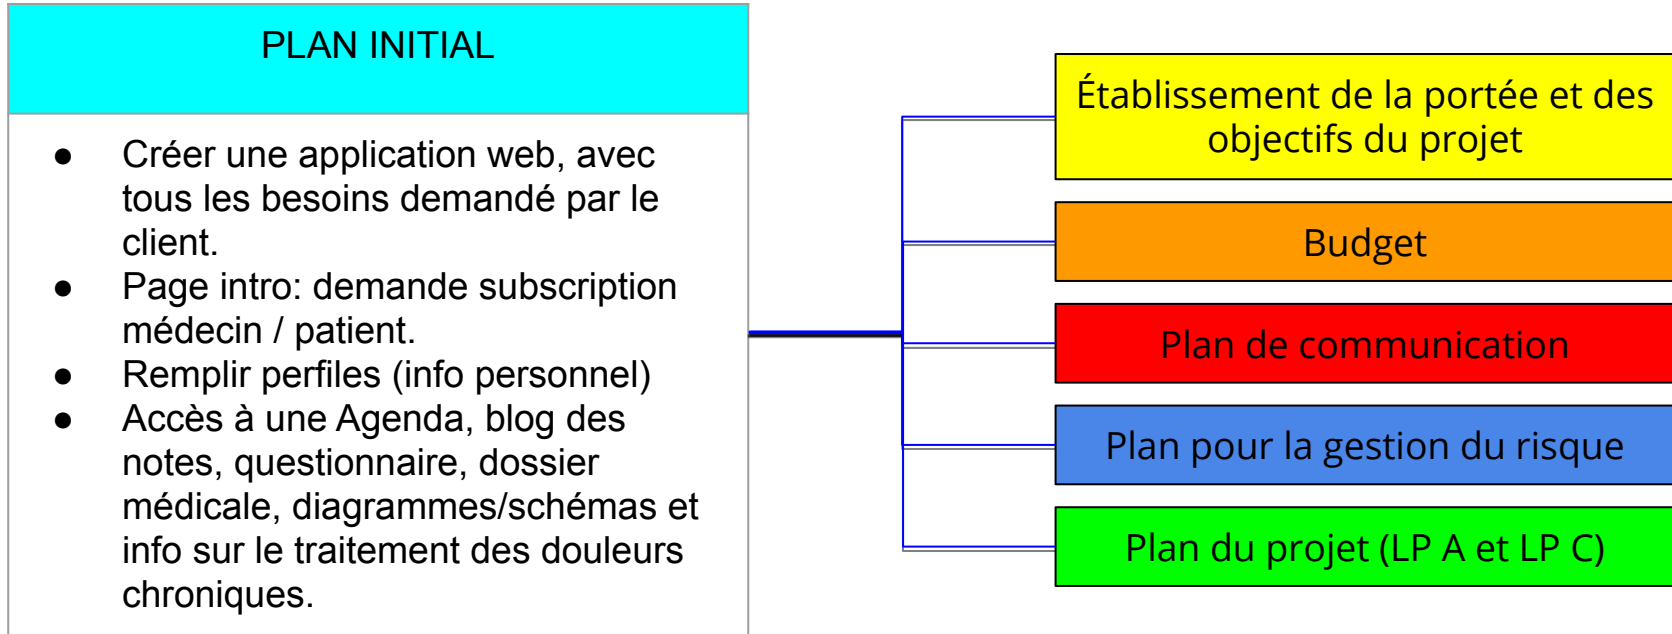 PLAN INITIAL
● Créer une application web, avec
tous les besoins demandé par le
client.
● Page intro: demande subscription
médecin / patient.
● Remplir perfiles (info personnel)
● Accès à une Agenda, blog des
notes, questionnaire, dossier
médicale, diagrammes/schémas et
info sur le traitement des douleurs
chroniques.
Établissement de la portée et des
objectifs du projet
Budget
Plan de communication
Plan pour la gestion du risque
Plan du projet (LP A et LP C)